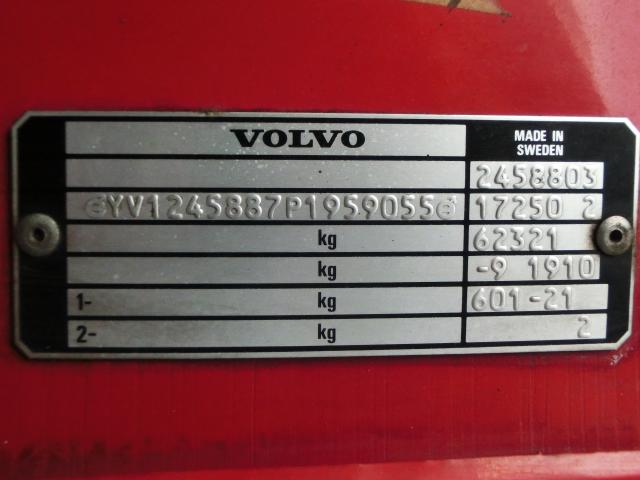 VOLVO
MADE IN
SWEDEN
2458803
YV1245887P1959055
17250 2
kg 62321
kg -9 1910
1- kg 601-21
2- kg 2